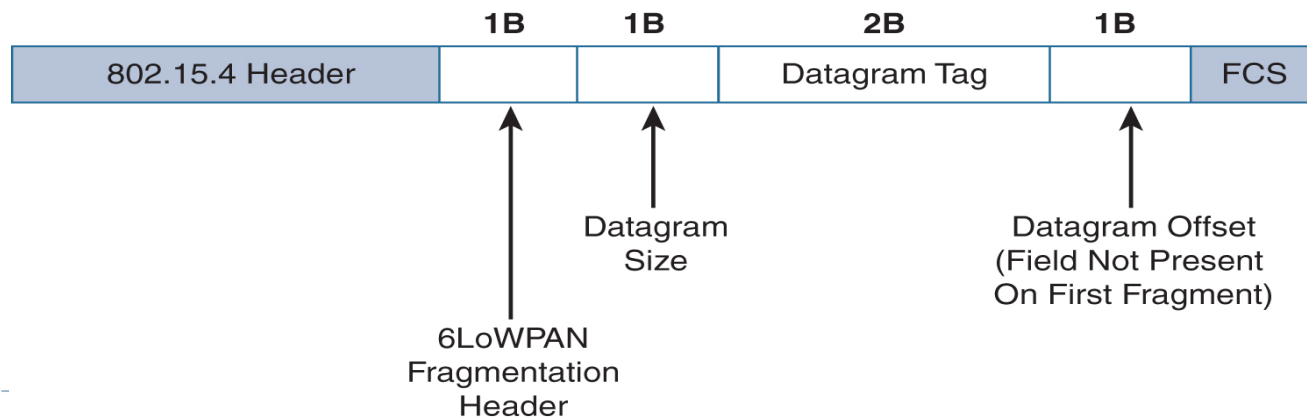 1B 1B 2B 1B
802.15.4 Header Datagram Tag FCS
Datagram
Size
Datagram Offset
(Field Not Present
On First Fragment)
6LoWPAN
Fragmentation
Header